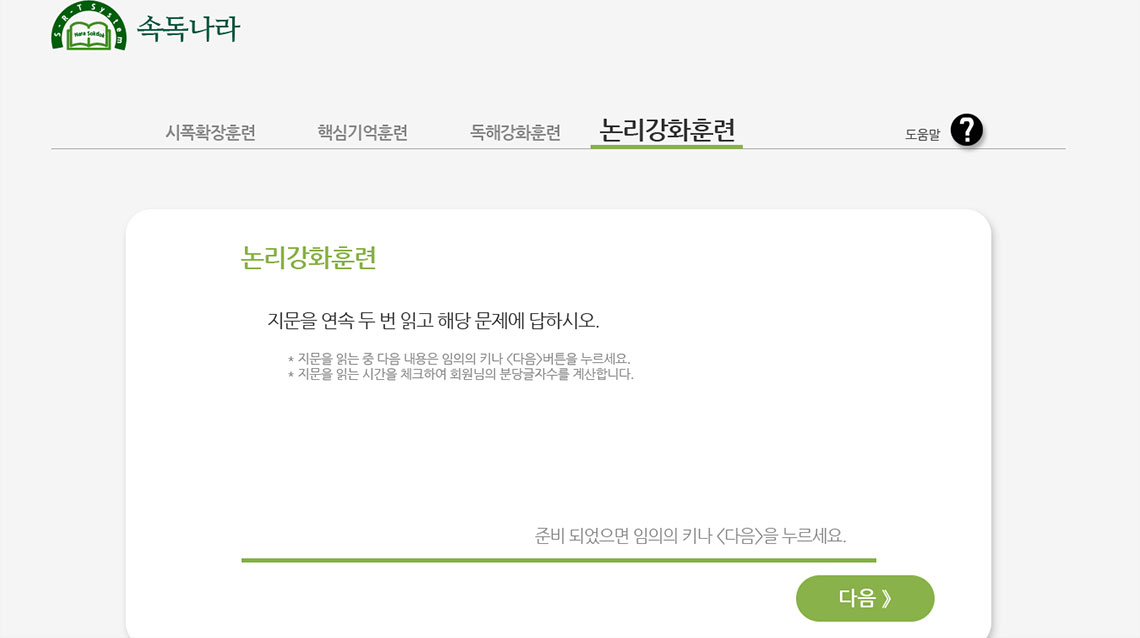 S-R-T System
Nara Sokdok
속독나라
시폭확장훈련 핵심기억훈련 독해강화훈련 논리강화훈련 도움말 ?
논리강화훈련
지문을 연속 두 번 읽고 해당 문제에 답하시오.
* 지문을 읽는 중 다음 내용은 임의의 키나 <다음>버튼을 누르세요.
* 지문을 읽는 시간을 체크하여 회원님의 분당글자수를 계산합니다.
준비 되었으면 임의의 키나 <다음>을 누르세요.
다음 》